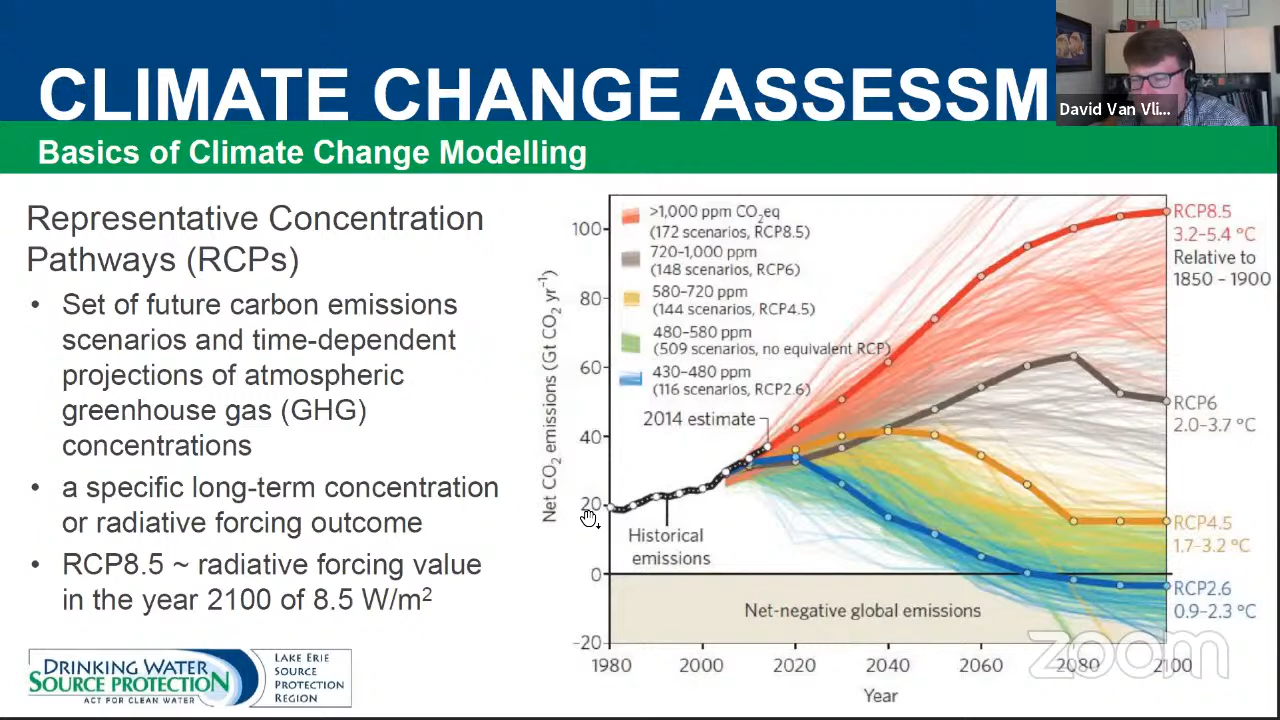 CLIMATE CHANGE ASSESSM
David Van Vli...
Basics of Climate Change Modelling
Representative Concentration
Pathways (RCPs)
• Set of future carbon emissions
scenarios and time-dependent
projections of atmospheric
greenhouse gas (GHG)
concentrations
• a specific long-term concentration
or radiative forcing outcome
• RCP8.5 ~ radiative forcing value
in the year 2100 of 8.5 W/m²
DRINKING WATER
SOURCE PROTECTION
ACT FOR CLEAN WATER
LAKE ERIE
SOURCE
PROTECTION
REGION
Net CO₂ emissions (Gt CO₂ yr⁻¹)
100
80
60
40
20
0
-20
>1,000 ppm CO₂eq
(172 scenarios, RCP8.5)
720–1,000 ppm
(148 scenarios, RCP6)
580–720 ppm
(144 scenarios, RCP4.5)
480–580 ppm
(509 scenarios, no equivalent RCP)
430–480 ppm
(116 scenarios, RCP2.6)
2014 estimate
Historical
emissions
Net-negative global emissions
RCP8.5
3.2–5.4 °C
Relative to
1850 – 1900
RCP6
2.0–3.7 °C
RCP4.5
1.7–3.2 °C
RCP2.6
0.9–2.3 °C
1980 2000 2020 2040 2060 2080 2100
Year
zoom